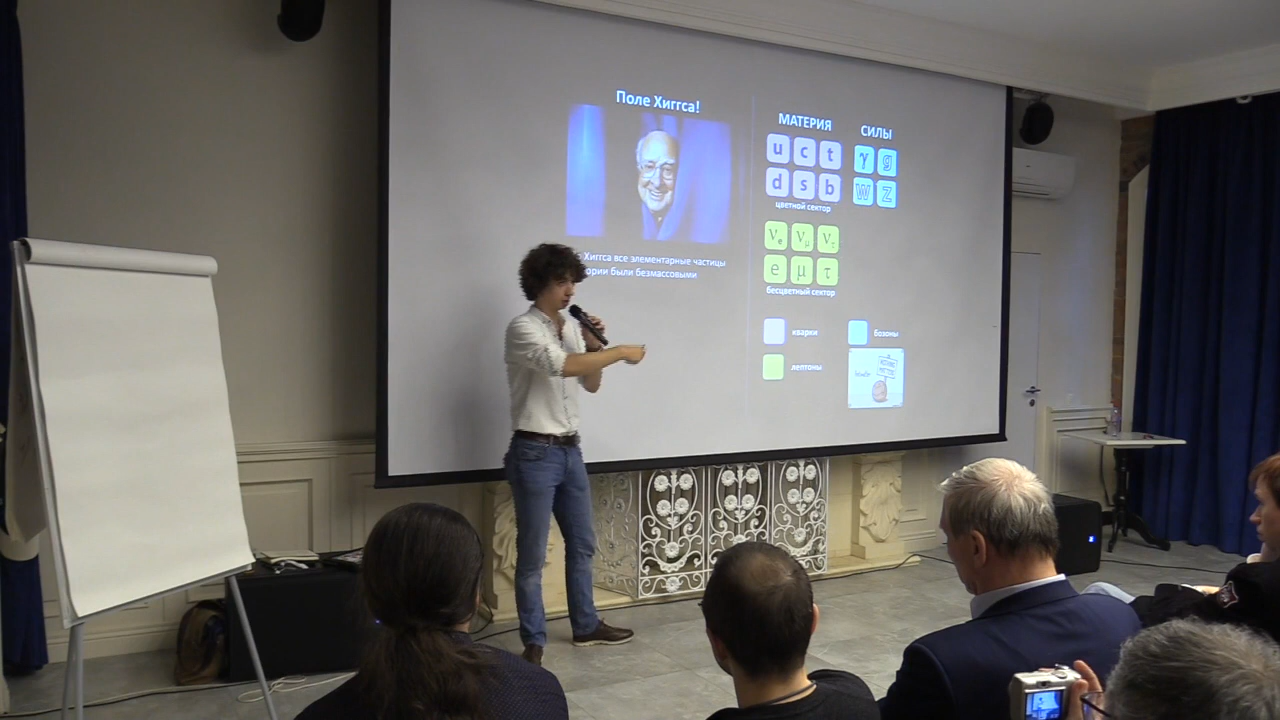 Поле Хиггса!
Хиггса все элементарные частицы
были безмассовыми
МАТЕРИЯ
СИЛЫ
u c t
d s b
цветной сектор
γ g
W Z
νe νμ ντ
e μ τ
бесцветный сектор
кварки
лептоны
бозоны